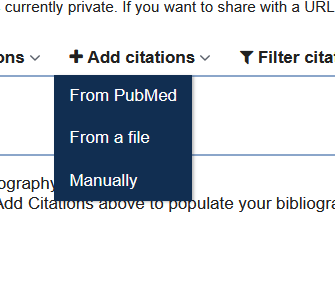 currently private. If you want to share with a URL
ons Add citations Filter cita
From PubMed
From a file
Manually
ography
Add Citations above to populate your bibliogra